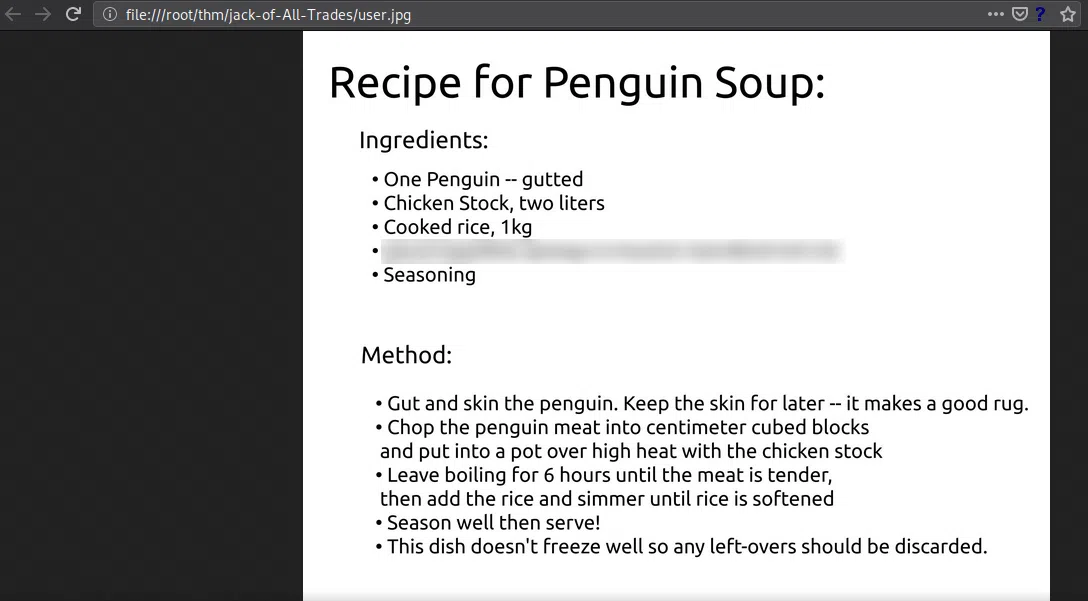 file:///root/thm/jack-of-All-Trades/user.jpg
Recipe for Penguin Soup:
Ingredients:
• One Penguin -- gutted
• Chicken Stock, two liters
• Cooked rice, 1kg
•
• Seasoning
Method:
• Gut and skin the penguin. Keep the skin for later -- it makes a good rug.
• Chop the penguin meat into centimeter cubed blocks
and put into a pot over high heat with the chicken stock
• Leave boiling for 6 hours until the meat is tender,
then add the rice and simmer until rice is softened
• Season well then serve!
• This dish doesn't freeze well so any left-overs should be discarded.